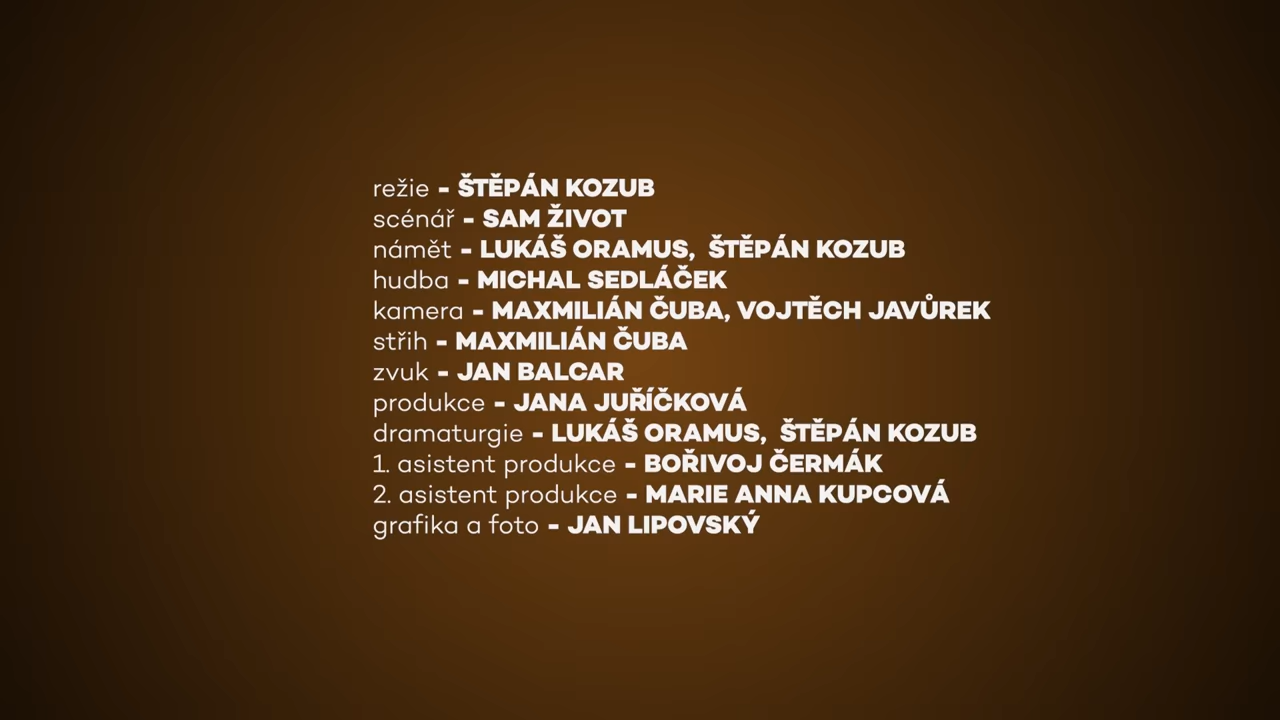 režie - ŠTĚPÁN KOZUB
scénář - SAM ŽIVOT
námět - LUKÁŠ ORAMUS, ŠTĚPÁN KOZUB
hudba - MICHAL SEDLÁČEK
kamera - MAXMILIÁN ČUBA, VOJTĚCH JAVŮREK
střih - MAXMILIÁN ČUBA
zvuk - JAN BALCAR
produkce - JANA JUŘÍČKOVÁ
dramaturgie - LUKÁŠ ORAMUS, ŠTĚPÁN KOZUB
1. asistent produkce - BOŘIVOJ ČERMÁK
2. asistent produkce - MARIE ANNA KUPCOVÁ
grafika a foto - JAN LIPOVSKÝ